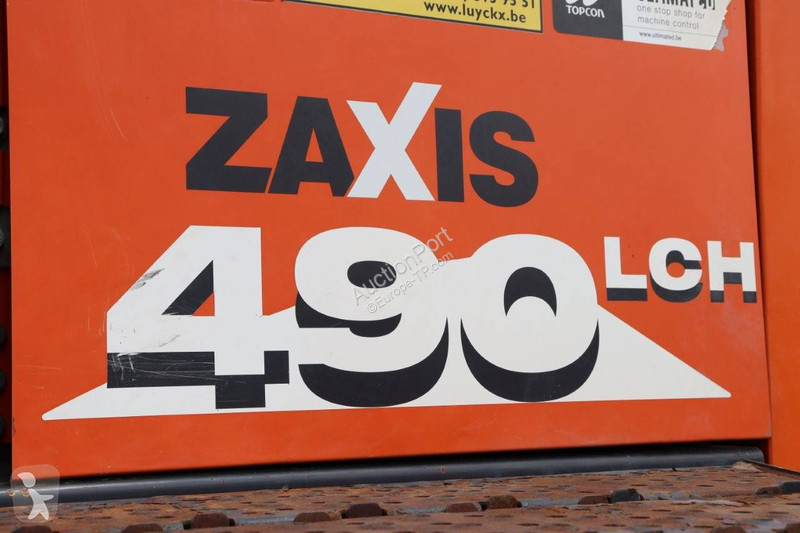 www.luyckx.be
TOPCON
one stop shop for
machine control
www.ultimated.be
ZAXIS
490 LCH
AuctionPort
©Europe-TP.com